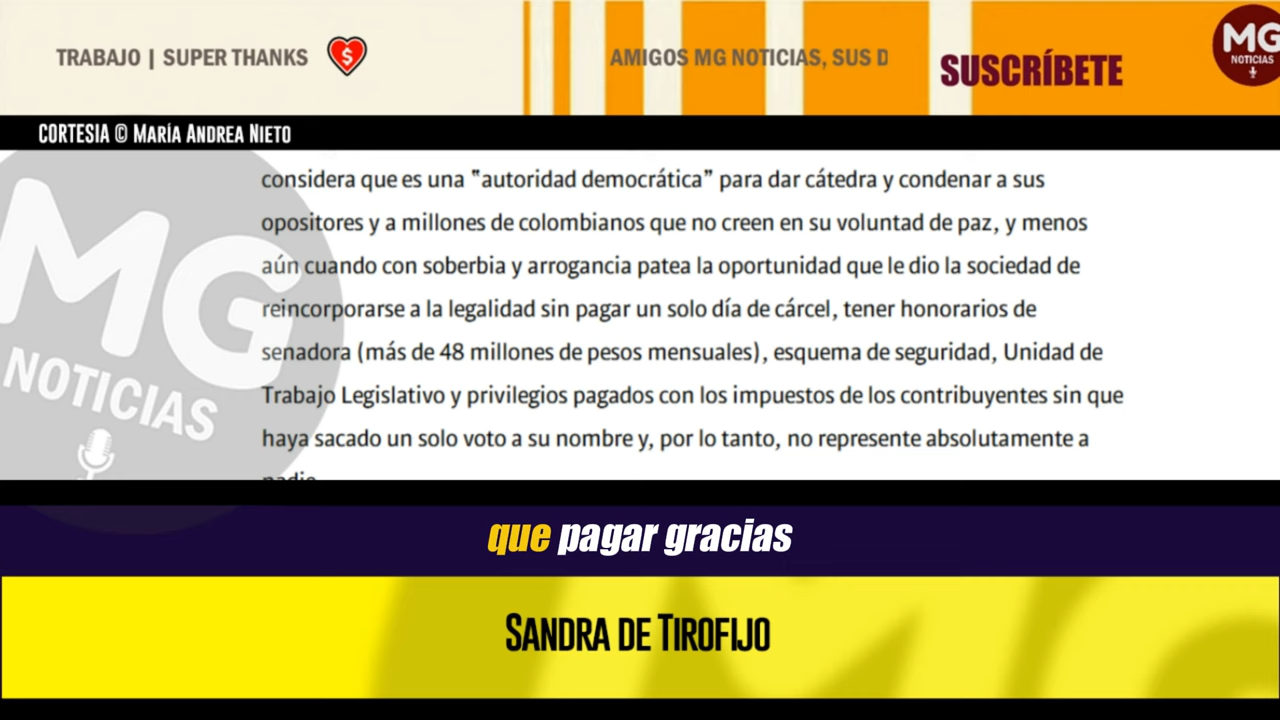 TRABAJO | SUPER THANKS
AMIGOS MG NOTICIAS, SUS D
SUSCRÍBETE
MG
NOTICIAS
CORTESIA © MARÍA ANDREA NIETO
considera que es una "autoridad democrática" para dar cátedra y condenar a sus
opositores y a millones de colombianos que no creen en su voluntad de paz, y menos
aún cuando con soberbia y arrogancia patea la oportunidad que le dio la sociedad de
reincorporarse a la legalidad sin pagar un solo día de cárcel, tener honorarios de
senadora (más de 48 millones de pesos mensuales), esquema de seguridad, Unidad de
Trabajo Legislativo y privilegios pagados con los impuestos de los contribuyentes sin que
haya sacado un solo voto a su nombre y, por lo tanto, no represente absolutamente a
nadie
MG
NOTICIAS
que pagar gracias
SANDRA DE TIROFIJO